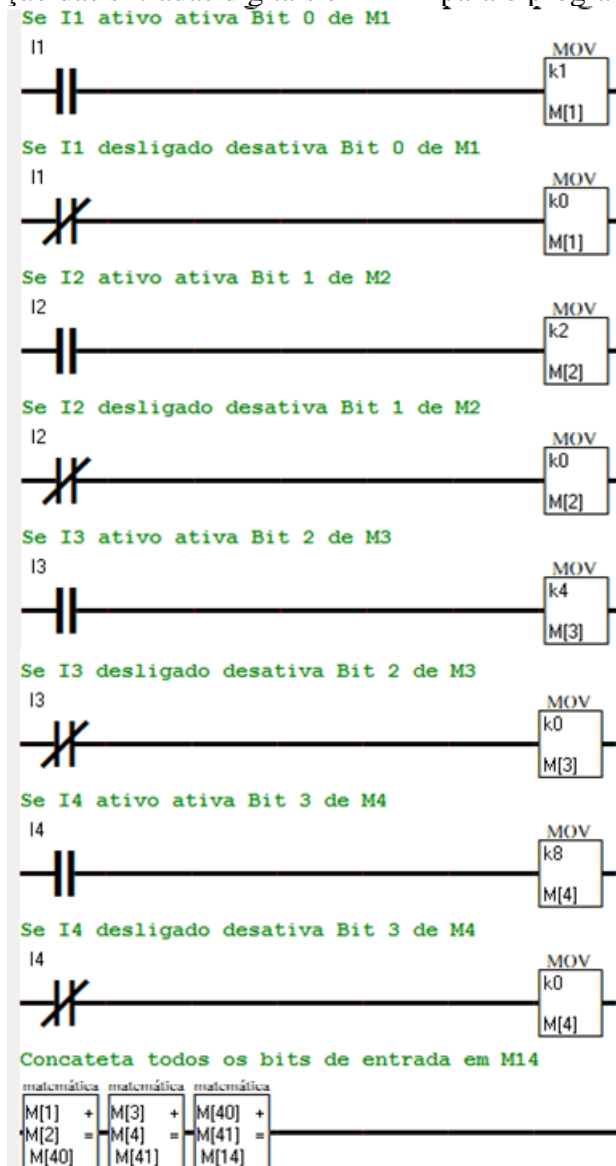 Se I1 ativo ativa Bit 0 de M1
I1
MOV
k1
M[1]
Se I1 desligado desativa Bit 0 de M1
I1
MOV
k0
M[1]
Se I2 ativo ativa Bit 1 de M2
I2
MOV
k2
M[2]
Se I2 desligado desativa Bit 1 de M2
I2
MOV
k0
M[2]
Se I3 ativo ativa Bit 2 de M3
I3
MOV
k4
M[3]
Se I3 desligado desativa Bit 2 de M3
I3
MOV
k0
M[3]
Se I4 ativo ativa Bit 3 de M4
I4
MOV
k8
M[4]
Se I4 desligado desativa Bit 3 de M4
I4
MOV
k0
M[4]
Concateta todos os bits de entrada em M14
matemática matemática matemática
M[1] + M[3] + M[40] +
M[2] = M[4] = M[41] =
M[40] M[41] M[14]